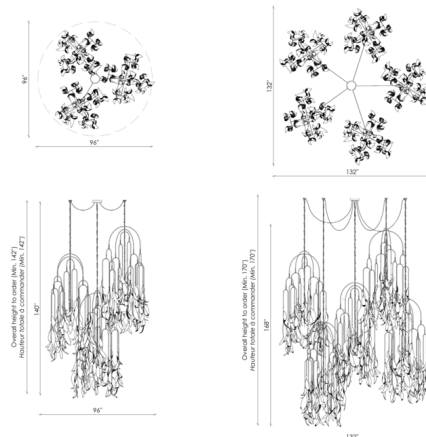 96"
96"
132"
132"
Overall height to order (Min. 142")
Hauteur totale à commander (Min. 142")
140"
96"
Overall height to order (Min. 170")
Hauteur totale à commander (Min. 170")
168"
132"